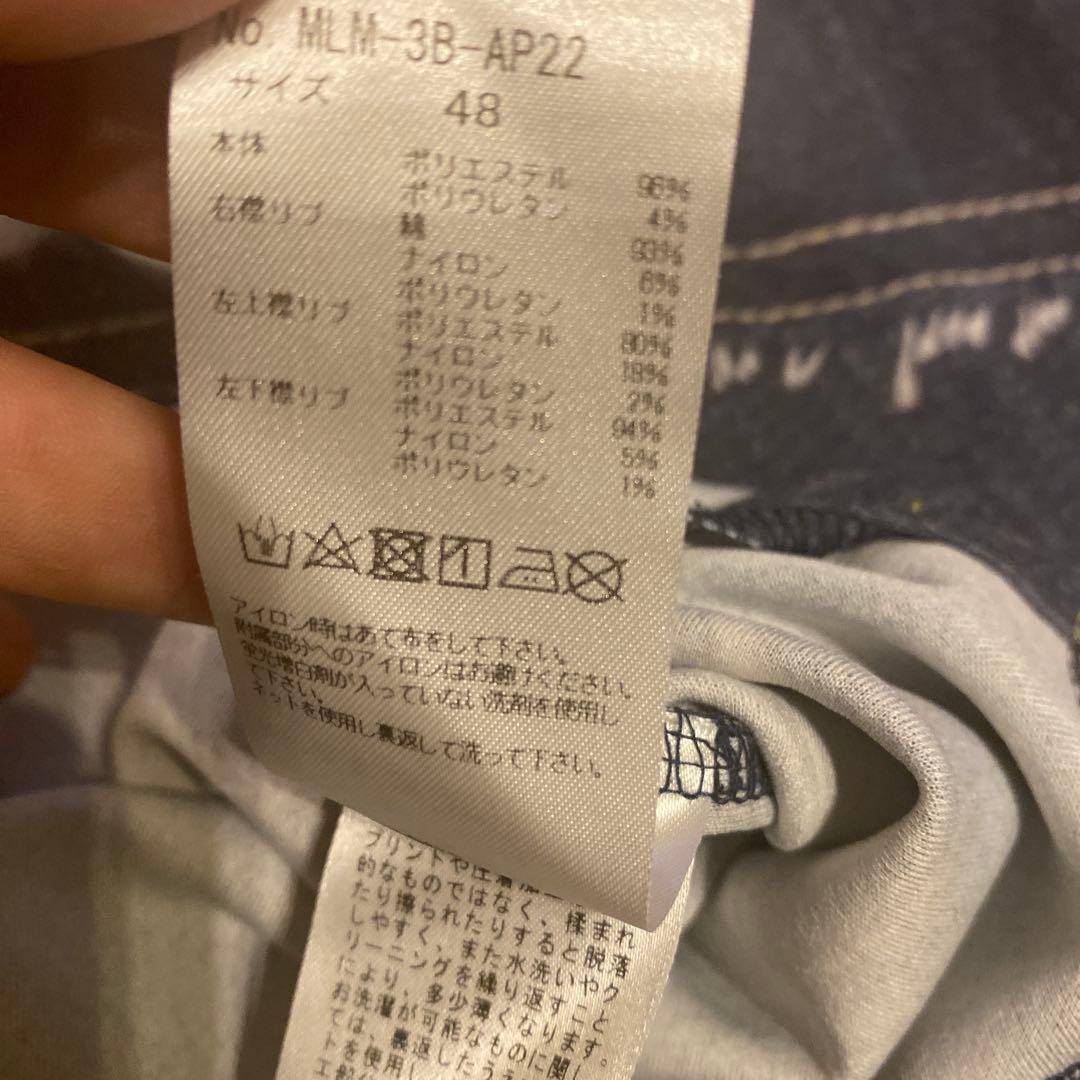 No. MLM-3B-AP22
サイズ 48
本体 ポリエステル 96%
ポリウレタン 4%
右襟リブ 綿 93%
ナイロン 6%
ポリウレタン 1%
左上襟リブ ポリエステル 80%
ナイロン 18%
ポリウレタン 2%
左下襟リブ ポリエステル 94%
ナイロン 5%
ポリウレタン 1%
アイロン時はあて布をして下さい。
附属部分へのアイロンはお避けください。
蛍光増白剤が入っていない洗剤を使用し
て下さい。
ネットを使用し裏返して洗って下さい。
プリントや圧着加
的なものではなく、揉まれ
たり擦られたりすると脱落
しやすく、また水洗いやク
リーニングを繰り返すこと
により、多少薄くなります。
が可能なものに関し
お洗濯
ては、裏返したうえ
トを使用し